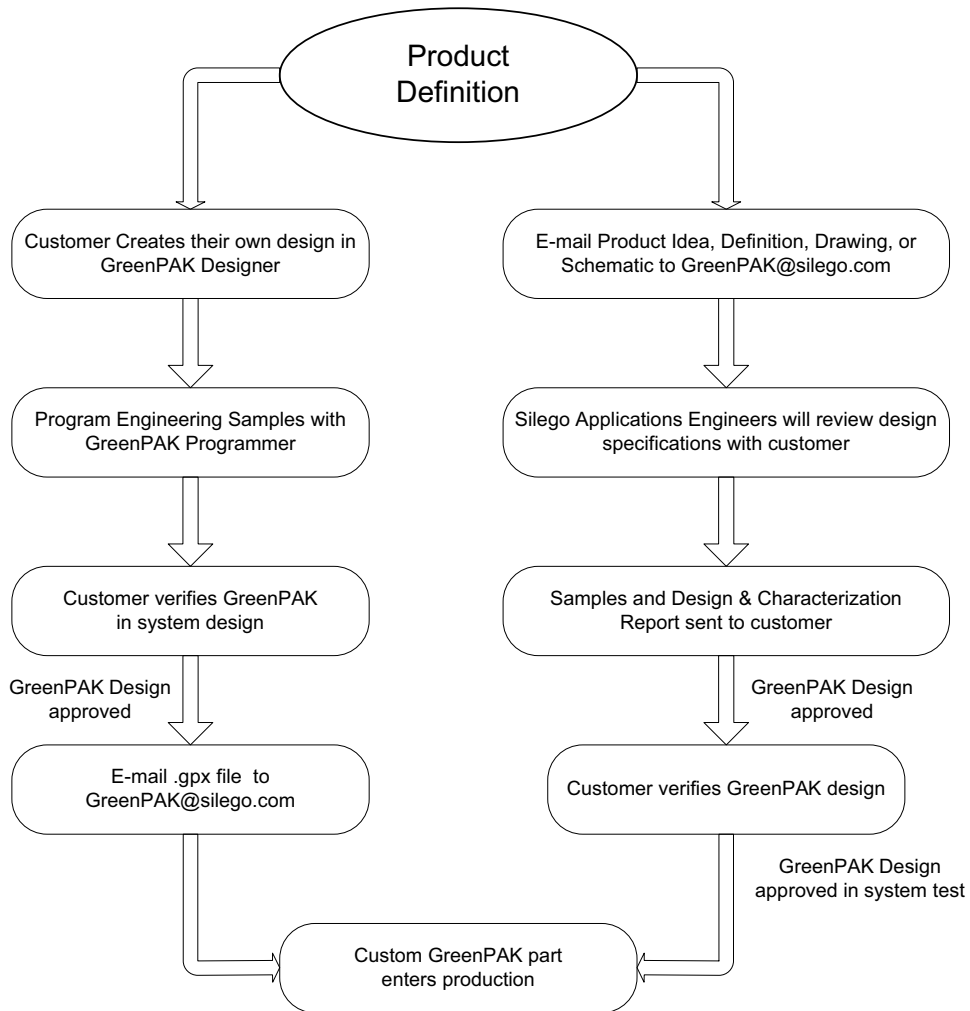 Product
Definition
Customer Creates their own design in
GreenPAK Designer
E-mail Product Idea, Definition, Drawing, or
Schematic to GreenPAK@silego.com
Program Engineering Samples with
GreenPAK Programmer
Silego Applications Engineers will review design
specifications with customer
Customer verifies GreenPAK
in system design
Samples and Design & Characterization
Report sent to customer
GreenPAK Design
approved
GreenPAK Design
approved
E-mail .gpx file to
GreenPAK@silego.com
Customer verifies GreenPAK design
GreenPAK Design
approved in system test
Custom GreenPAK part
enters production